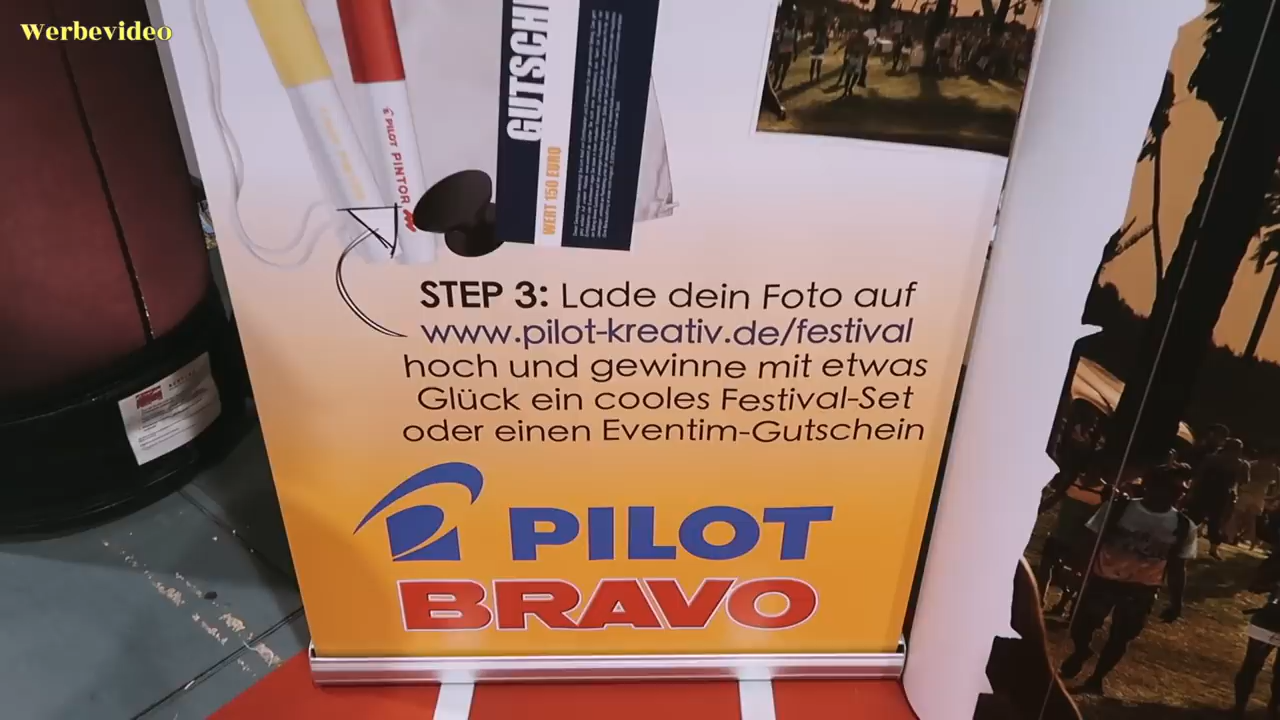 Werbevideo
GUTSCHI
WERT 150 EURO
PILOT PINTOR
STEP 3: Lade dein Foto auf
www.pilot-kreativ.de/festival
hoch und gewinne mit etwas
Glück ein cooles Festival-Set
oder einen Eventim-Gutschein
PILOT
BRAVO